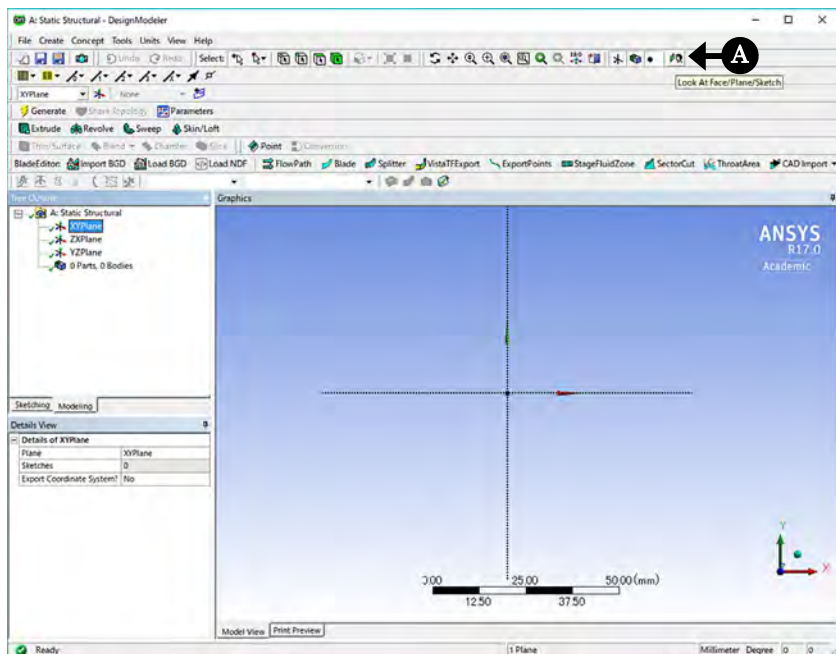 A: Static Structural - DesignModeler
File Create Concept Tools Units View Help
Undo Redo Select:
A
Look At Face/Plane/Sketch
XYPlane None
Generate Share Topology Parameters
Extrude Revolve Sweep Skin/Loft
Thin/Surface Blend Chamfer Slice Point Conversion
BladeEditor: Import BGD Load BGD Load NDF FlowPath Blade Splitter VistaTFExport ExportPoints StageFluidZone SectorCut ThroatArea CAD Import
Tree Outline
Graphics
A: Static Structural
XYPlane
ZXPlane
YZPlane
0 Parts, 0 Bodies
ANSYS
R17.0
Academic
Sketching Modeling
Details View
Details of XYPlane
Plane XYPlane
Sketches 0
Export Coordinate System? No
Y
X
0.00 25.00 50.00 (mm)
12.50 37.50
Model View Print Preview
Ready 1 Plane Millimeter Degree 0 0